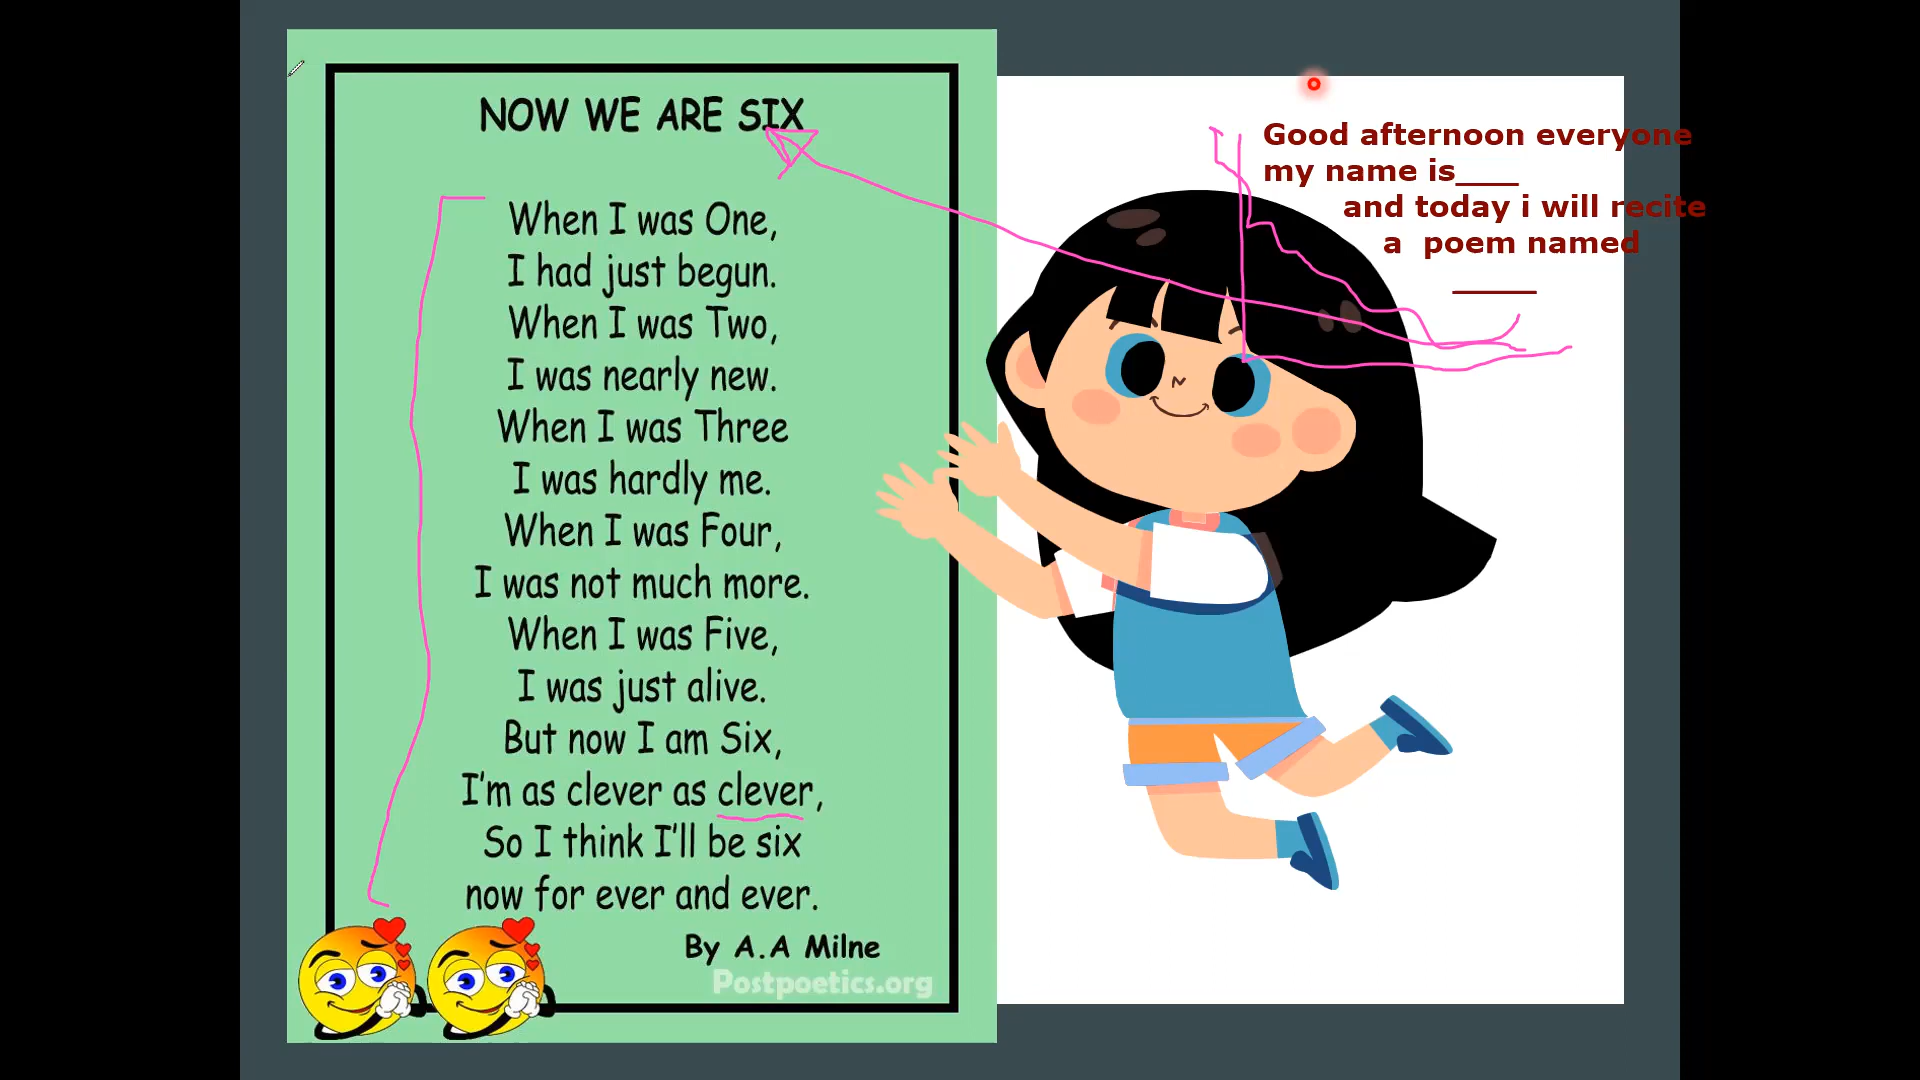 NOW WE ARE SIX
When I was One,
I had just begun.
When I was Two,
I was nearly new.
When I was Three
I was hardly me.
When I was Four,
I was not much more.
When I was Five,
I was just alive.
But now I am Six,
I'm as clever as clever,
So I think I'll be six
now for ever and ever.
By A.A Milne
Postpoetics.org
Good afternoon everyone
my name is____
and today i will recite
a poem named
______